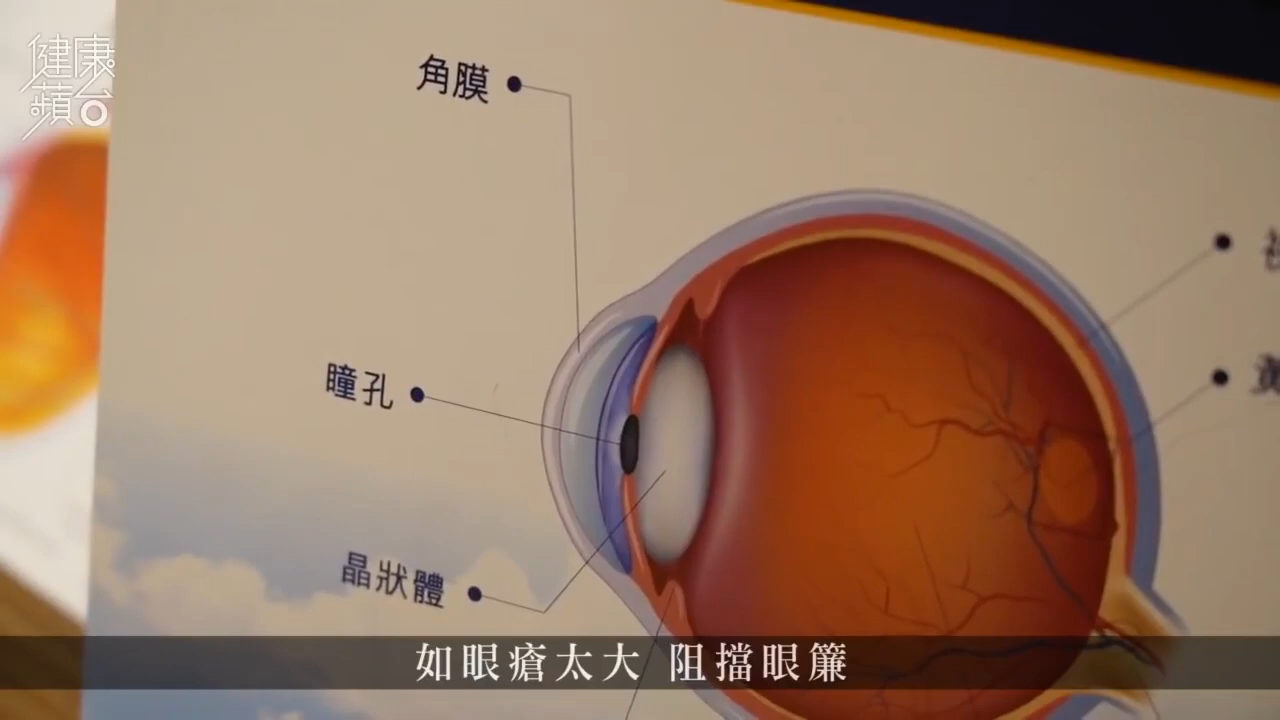 健康
蘋台
角膜
瞳孔
晶狀體
如眼瘡太大 阻擋眼簾